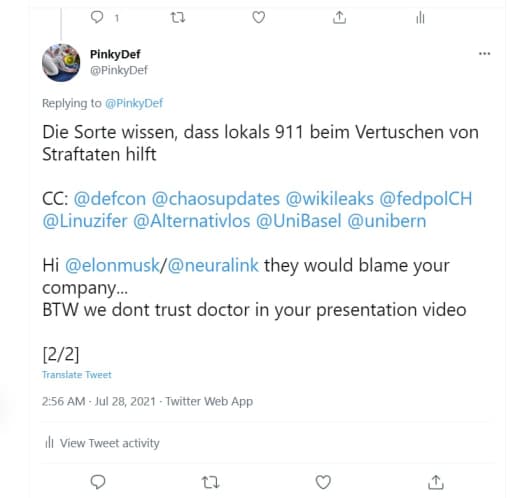 1
PinkyDef
@PinkyDef
Replying to @PinkyDef
Die Sorte wissen, dass lokals 911 beim Vertuschen von
Straftaten hilft
CC: @defcon @chaosupdates @wikileaks @fedpolCH
@Linuzifer @Alternativlos @UniBasel @unibern
Hi @elonmusk/@neuralink they would blame your
company...
BTW we dont trust doctor in your presentation video
[2/2]
Translate Tweet
2:56 AM · Jul 28, 2021 · Twitter Web App
View Tweet activity